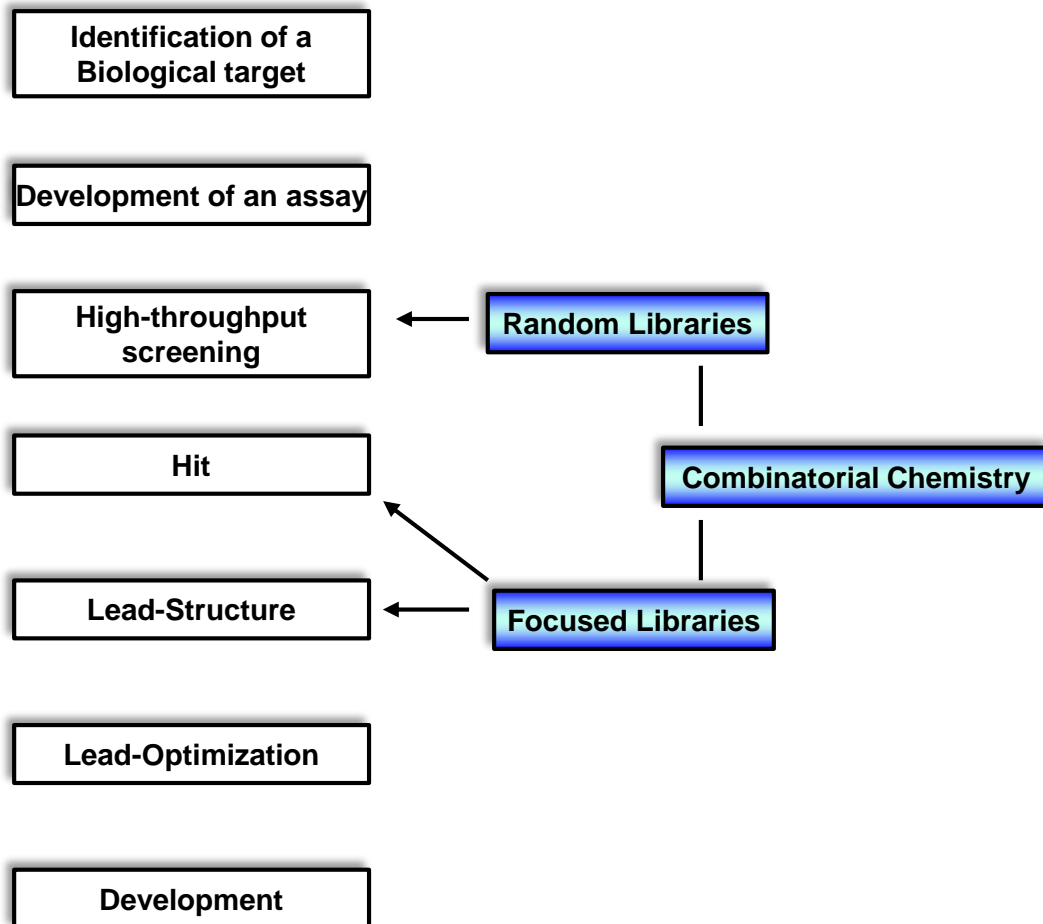 Identification of a
Biological target
Development of an assay
High-throughput
screening
Random Libraries
Hit
Combinatorial Chemistry
Lead-Structure
Focused Libraries
Lead-Optimization
Development